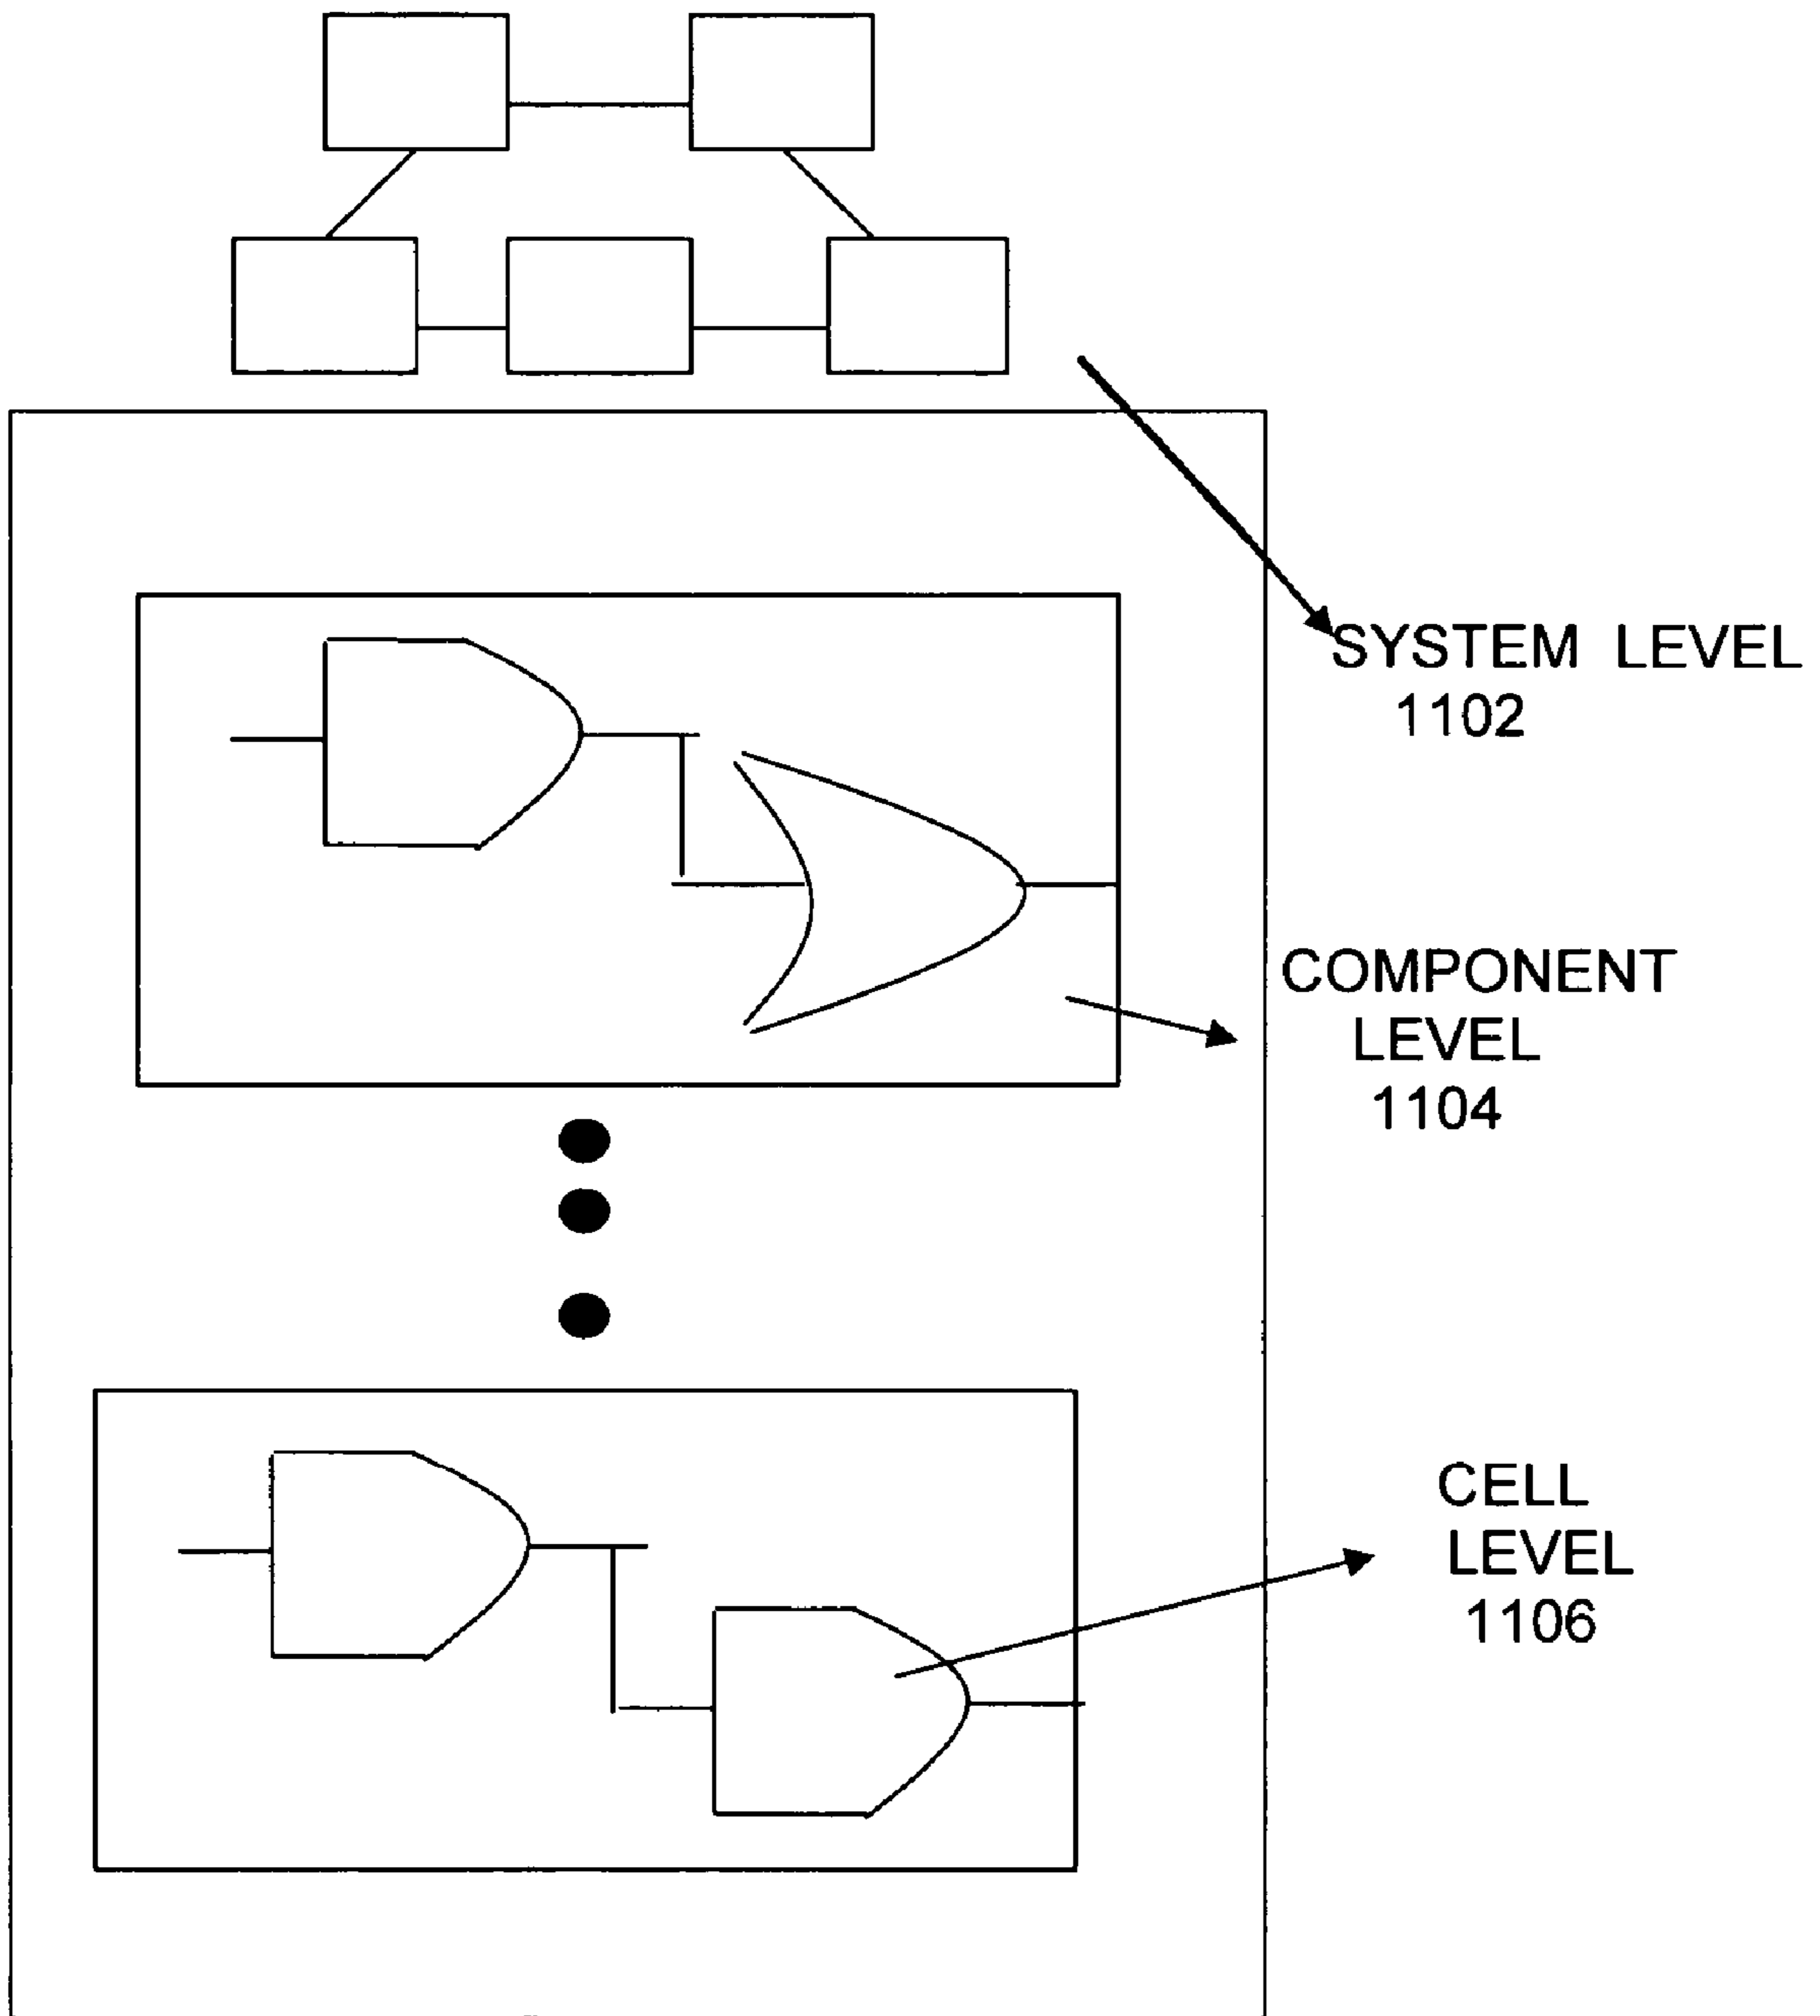 SYSTEM LEVEL
1102
COMPONENT
LEVEL
1104
CELL
LEVEL
1106